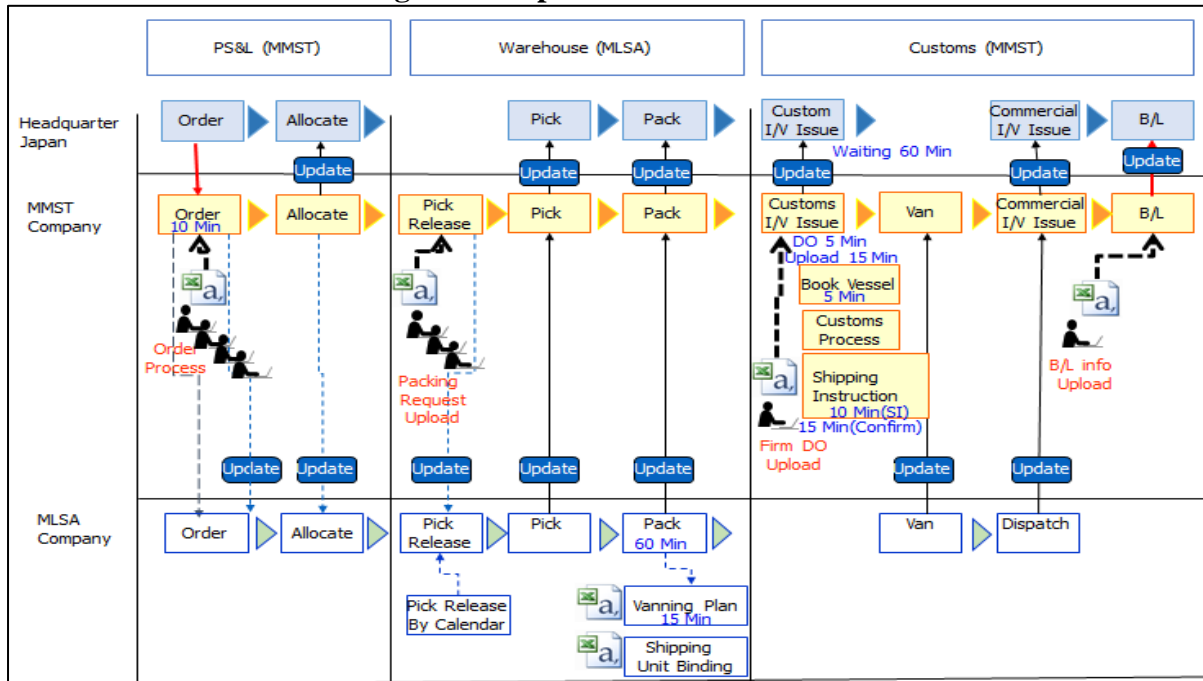 PS&L (MMST)
Warehouse (MLSA)
Customs (MMST)
Headquarter
Japan
Order
Allocate
Pick
Pack
Custom
I/V Issue
Commercial
I/V Issue
B/L
Waiting 60 Min
Update
Update
Update
Update
Update
MMST
Company
Order
10 Min
Allocate
Pick
Release
Pick
Pack
Customs
I/V Issue
Van
Commercial
I/V Issue
B/L
DO 5 Min
Upload 15 Min
Book Vessel
5 Min
Customs
Process
Shipping
Instruction
10 Min(SI)
15 Min(Confirm)
a,
a,
a,
a,
Order
Process
Packing
Request
Upload
Firm DO
Upload
B/L info
Upload
Update
Update
Update
Update
Update
Update
Update
MLSA
Company
Order
Allocate
Pick
Release
Pick
Pack
60 Min
Van
Dispatch
Pick Release
By Calendar
a,
Vanning Plan
15 Min
a,
Shipping
Unit Binding